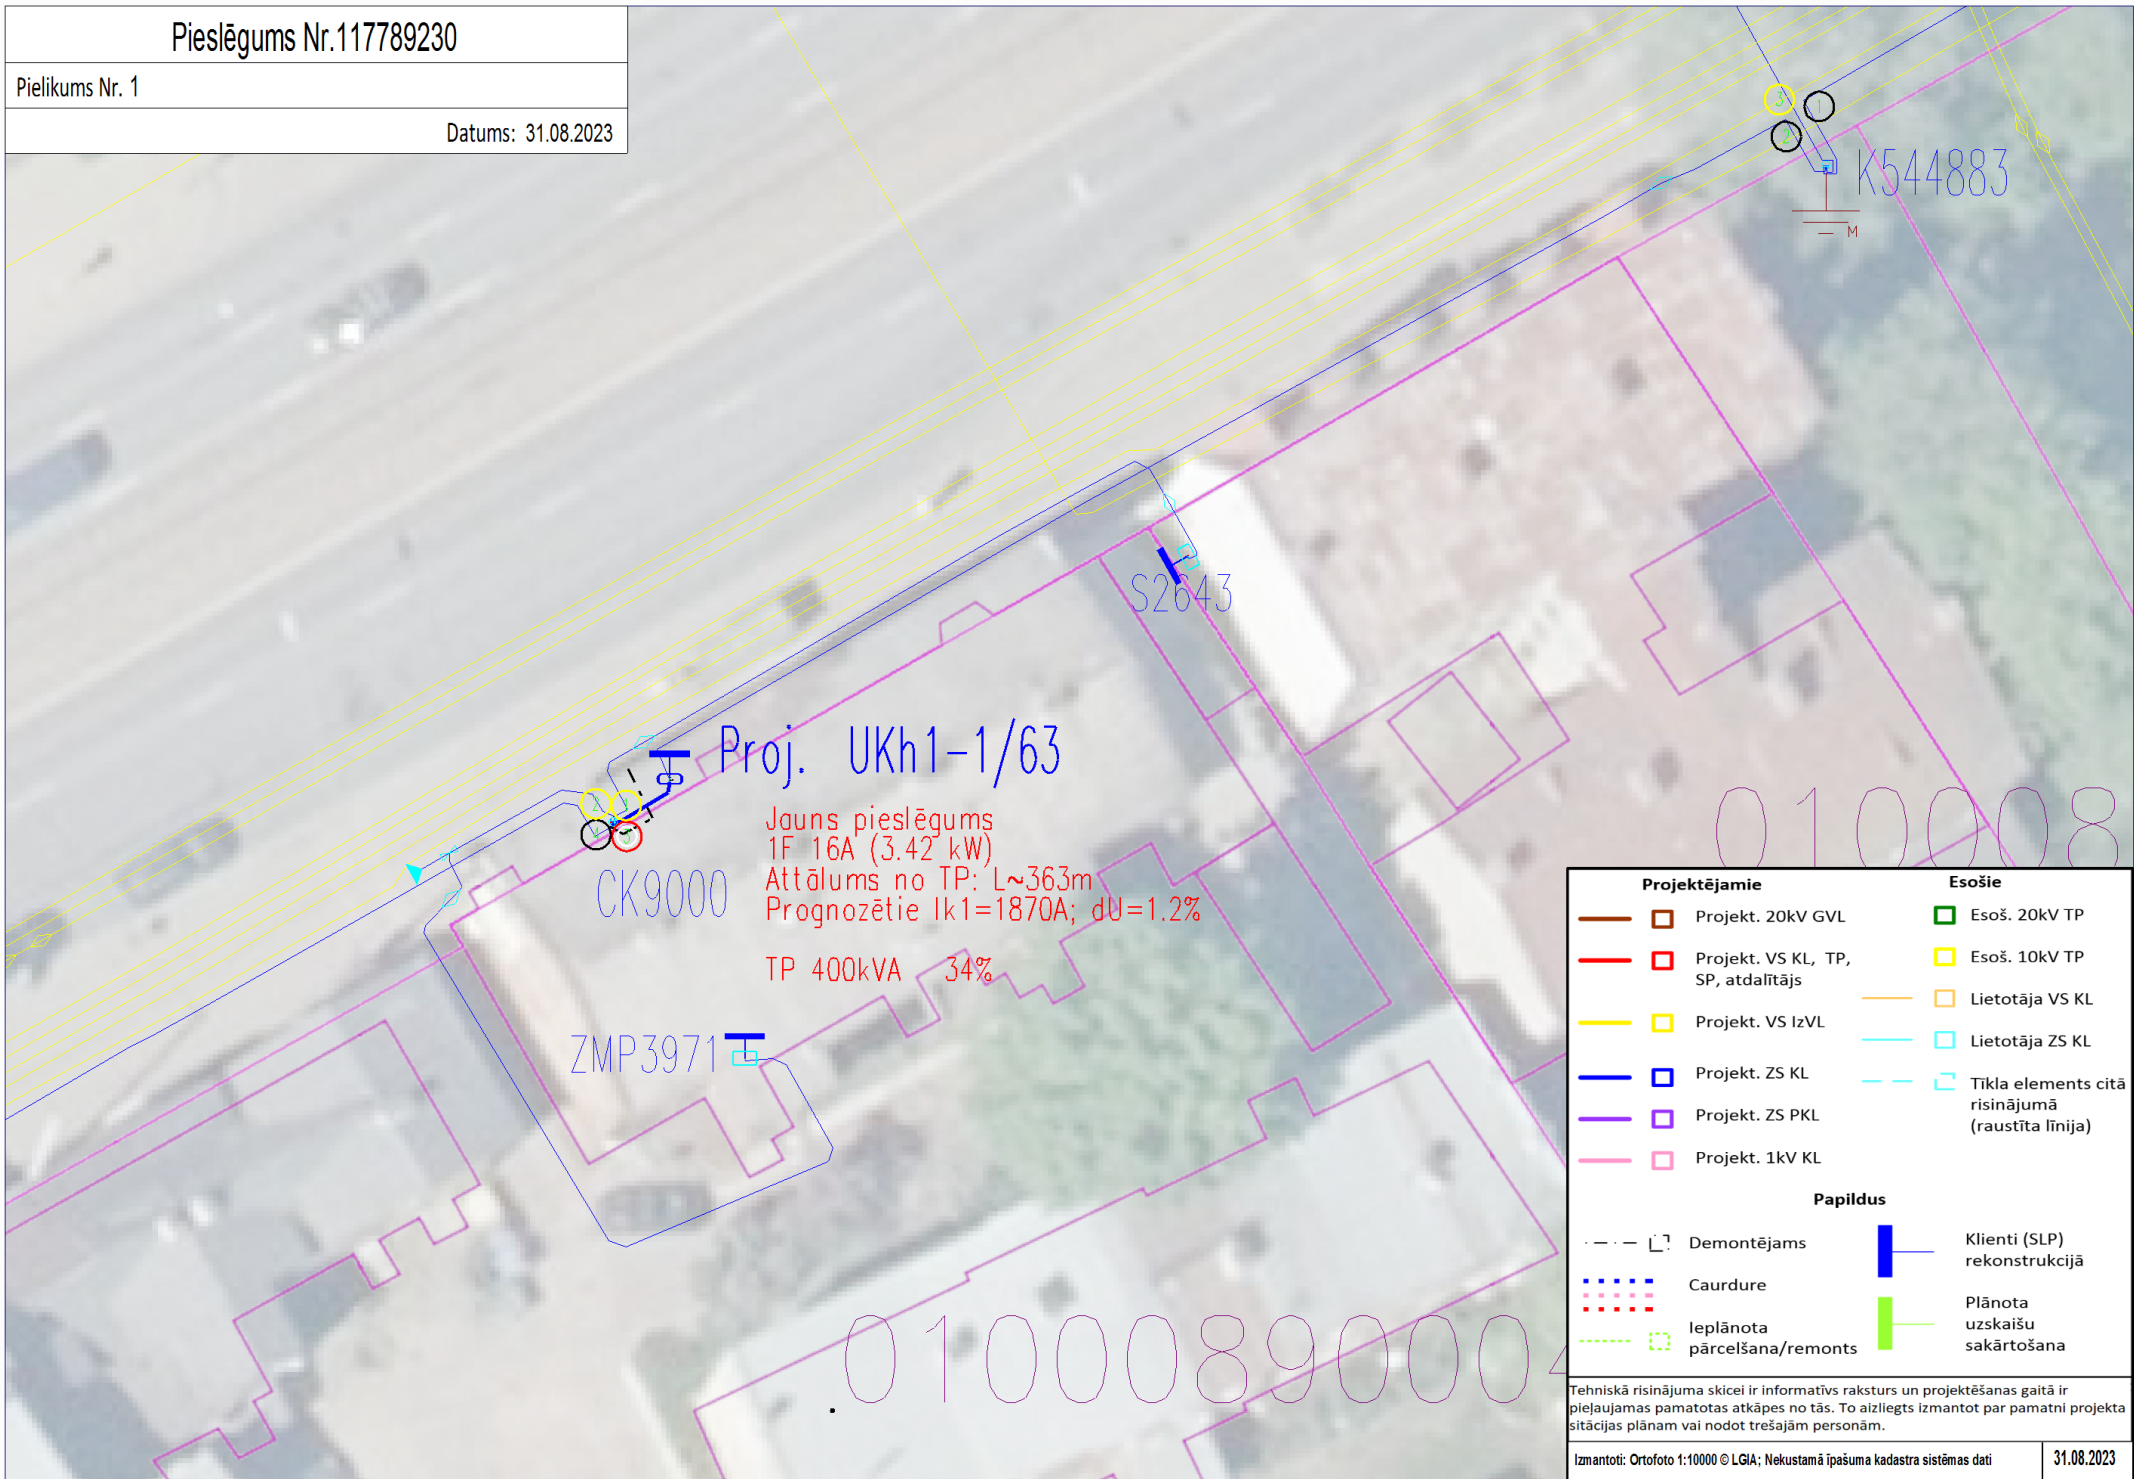 Pieslēgums Nr.117789230
Pielikums Nr. 1
Datums: 31.08.2023
3
1
2
K544883
M
S2643
Proj. UKh1-1/63
2
1
Jauns pieslēgums
1F 16A (3.42 kW)
Attālums no TP: L~363m
Prognozētie Ik1=1870A; dU=1.2%
TP 400kVA 34%
CK9000
ZMP3971
010008
01000890004
Projektējamie
Esošie
Projekt. 20kV GVL
Esoš. 20kV TP
Projekt. VS KL, TP,
SP, atdalītājs
Esoš. 10kV TP
Lietotāja VS KL
Projekt. VS IzVL
Lietotāja ZS KL
Projekt. ZS KL
Tīkla elements citā
risinājumā
(raustīta līnija)
Projekt. ZS PKL
Projekt. 1kV KL
Papildus
Demontējams
Klienti (SLP)
rekonstrukcijā
Caurdure
Plānota
uzskaišu
sakārtošana
Ieplānota
pārcelšana/remonts
Tehniskā risinājuma skicei ir informatīvs raksturs un projektēšanas gaitā ir
pieļaujamas pamatotas atkāpes no tās. To aizliegts izmantot par pamatni projekta
sitācijas plānam vai nodot trešajām personām.
Izmantoti: Ortofoto 1:10000 © LGIA; Nekustamā īpašuma kadastra sistēmas dati
31.08.2023